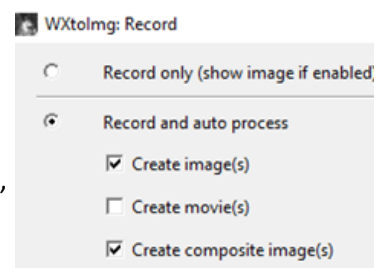 WXtoImg: Record
Record only (show image if enabled)
Record and auto process
Create image(s)
,
Create movie(s)
Create composite image(s)